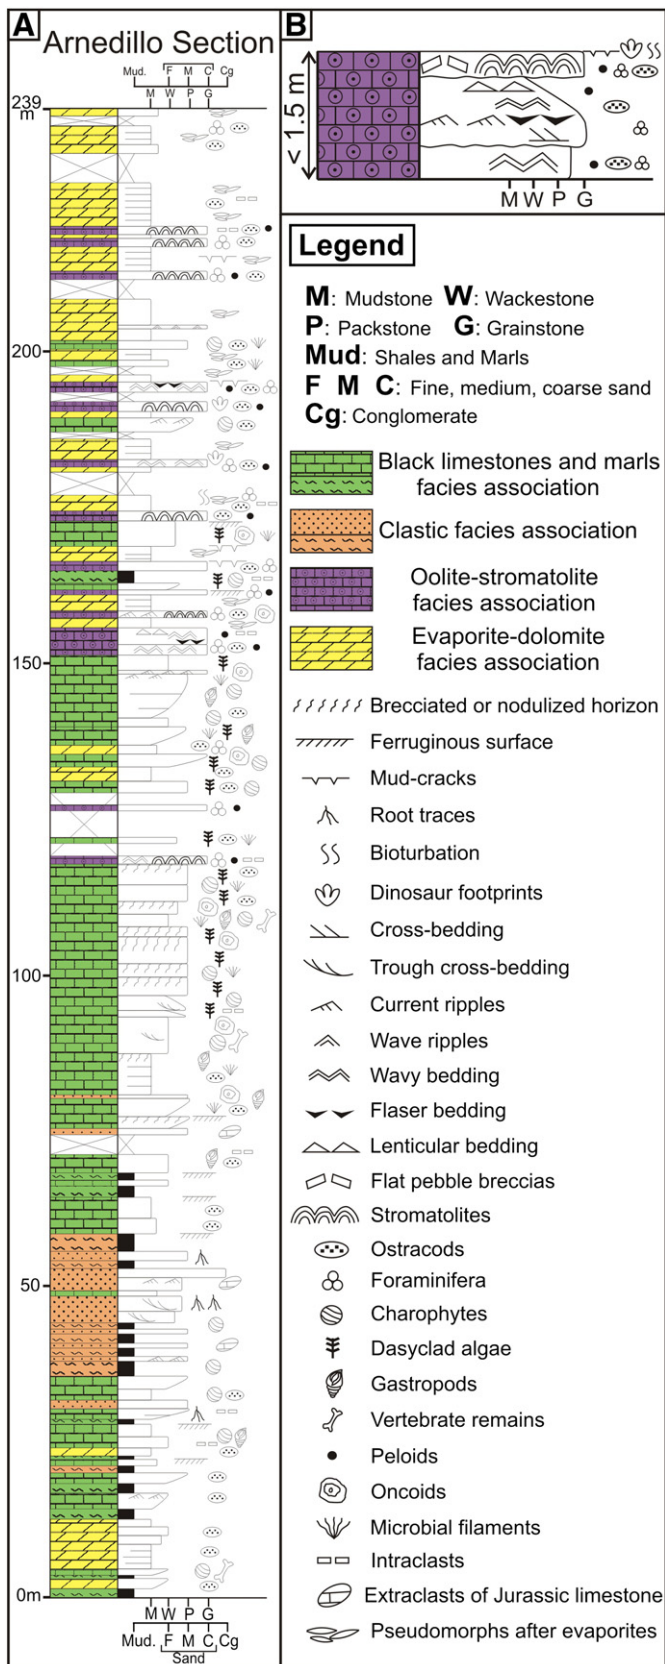 A
Arnedillo Section
Mud. F M C Cg
M W P G
239
m
200
150
100
50
0m
M W P G
Mud. F M C Cg
Sand
B
< 1.5 m
M W P G
Legend
M: Mudstone W: Wackestone
P: Packstone G: Grainstone
Mud: Shales and Marls
F M C: Fine, medium, coarse sand
Cg: Conglomerate
Black limestones and marls
facies association
Clastic facies association
Oolite-stromatolite
facies association
Evaporite-dolomite
facies association
Brecciated or nodulized horizon
Ferruginous surface
Mud-cracks
Root traces
Bioturbation
Dinosaur footprints
Cross-bedding
Trough cross-bedding
Current ripples
Wave ripples
Wavy bedding
Flaser bedding
Lenticular bedding
Flat pebble breccias
Stromatolites
Ostracods
Foraminifera
Charophytes
Dasyclad algae
Gastropods
Vertebrate remains
Peloids
Oncoids
Microbial filaments
Intraclasts
Extraclasts of Jurassic limestone
Pseudomorphs after evaporites